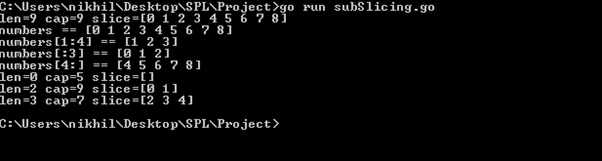 C:\Users\nikhil\Desktop\SPL\Project>go run subSlicing.go
len=9 cap=9 slice=[0 1 2 3 4 5 6 7 8]
numbers == [0 1 2 3 4 5 6 7 8]
numbers[1:4] == [1 2 3]
numbers[:3] == [0 1 2]
numbers[4:] == [4 5 6 7 8]
len=0 cap=5 slice=[]
len=2 cap=9 slice=[0 1]
len=3 cap=7 slice=[2 3 4]
C:\Users\nikhil\Desktop\SPL\Project>